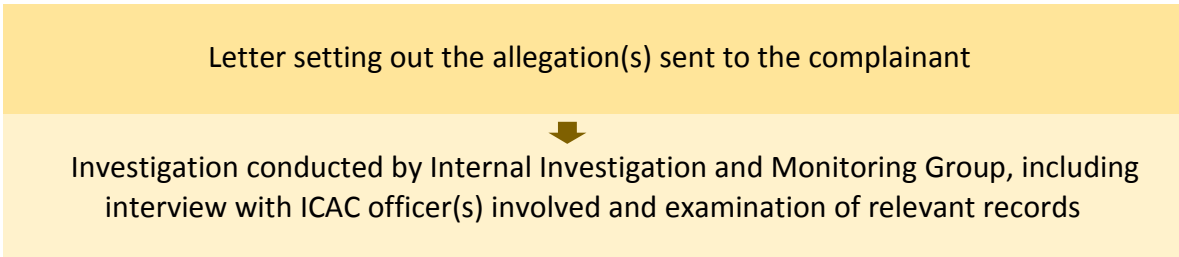 Letter setting out the allegation(s) sent to the complainant
Investigation conducted by Internal Investigation and Monitoring Group, including
interview with ICAC officer(s) involved and examination of relevant records